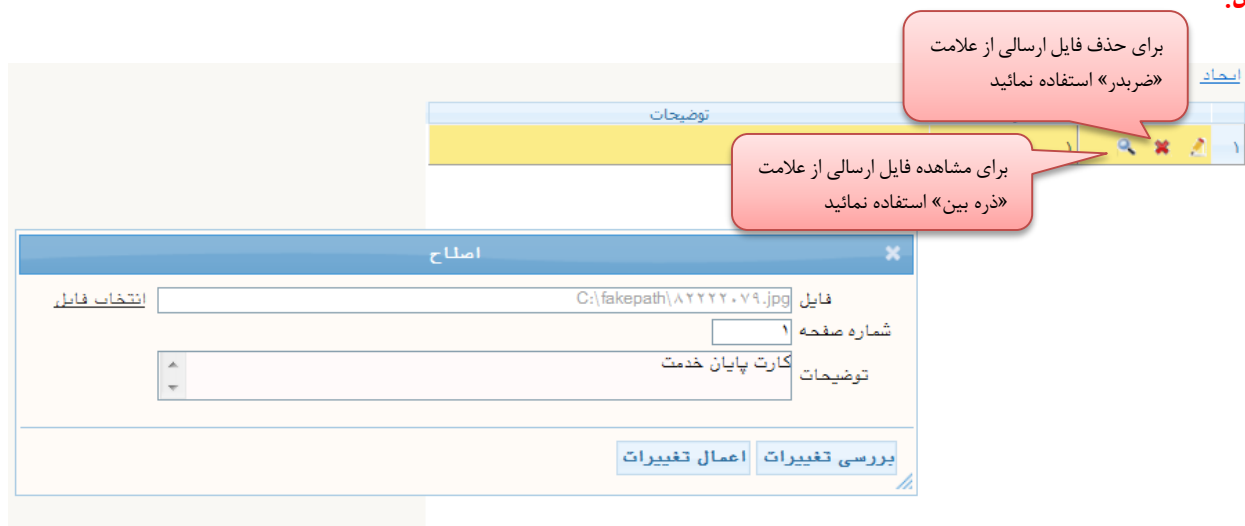 برای حذف فایل ارسالی از علامت
«ضربدر» استفاده نمائید
ایجاد
توضیحات
۱
۱
برای مشاهده فایل ارسالی از علامت
«ذره بین» استفاده نمائید
اصلاح
فایل C:\fakepath\۸۲۲۲۲۰۷۹.jpg انتخاب فایل
شماره صفحه ۱
توضیحات کارت پایان خدمت
بررسی تغییرات اعمال تغییرات